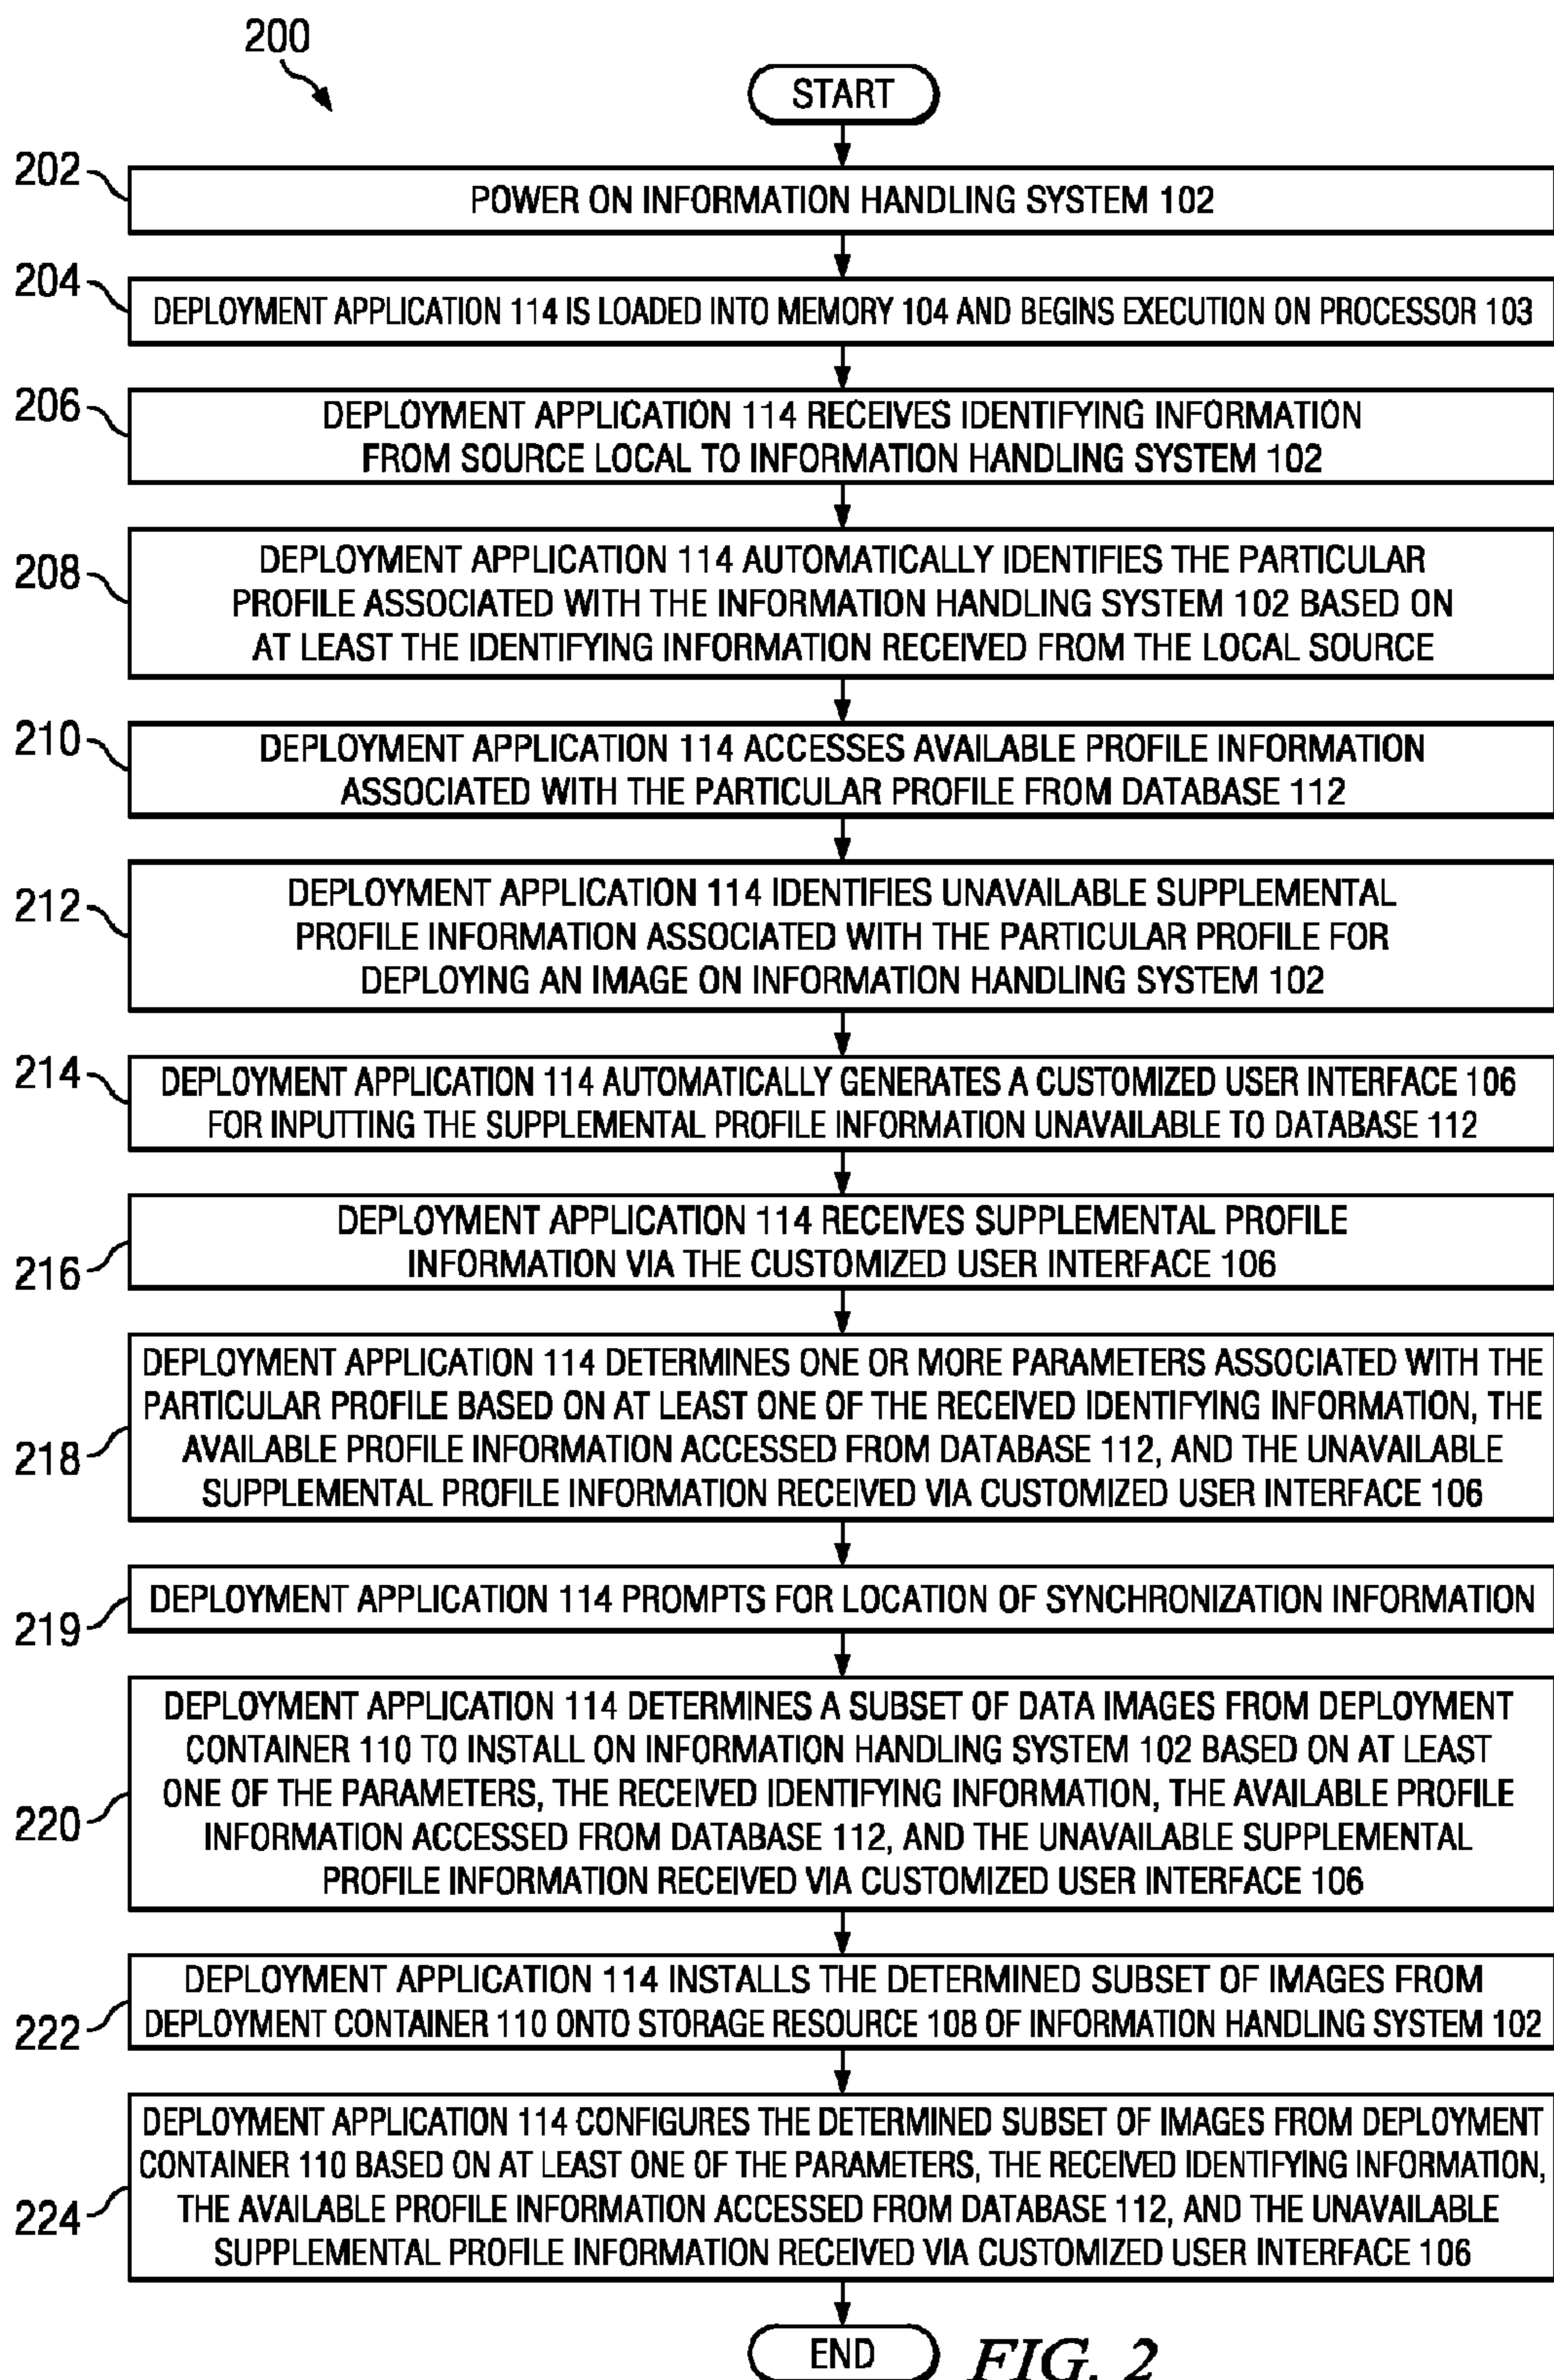 200
START
202
POWER ON INFORMATION HANDLING SYSTEM 102
204
DEPLOYMENT APPLICATION 114 IS LOADED INTO MEMORY 104 AND BEGINS EXECUTION ON PROCESSOR 103
206
DEPLOYMENT APPLICATION 114 RECEIVES IDENTIFYING INFORMATION
FROM SOURCE LOCAL TO INFORMATION HANDLING SYSTEM 102
208
DEPLOYMENT APPLICATION 114 AUTOMATICALLY IDENTIFIES THE PARTICULAR
PROFILE ASSOCIATED WITH THE INFORMATION HANDLING SYSTEM 102 BASED ON
AT LEAST THE IDENTIFYING INFORMATION RECEIVED FROM THE LOCAL SOURCE
210
DEPLOYMENT APPLICATION 114 ACCESSES AVAILABLE PROFILE INFORMATION
ASSOCIATED WITH THE PARTICULAR PROFILE FROM DATABASE 112
212
DEPLOYMENT APPLICATION 114 IDENTIFIES UNAVAILABLE SUPPLEMENTAL
PROFILE INFORMATION ASSOCIATED WITH THE PARTICULAR PROFILE FOR
DEPLOYING AN IMAGE ON INFORMATION HANDLING SYSTEM 102
214
DEPLOYMENT APPLICATION 114 AUTOMATICALLY GENERATES A CUSTOMIZED USER INTERFACE 106
FOR INPUTTING THE SUPPLEMENTAL PROFILE INFORMATION UNAVAILABLE TO DATABASE 112
216
DEPLOYMENT APPLICATION 114 RECEIVES SUPPLEMENTAL PROFILE
INFORMATION VIA THE CUSTOMIZED USER INTERFACE 106
218
DEPLOYMENT APPLICATION 114 DETERMINES ONE OR MORE PARAMETERS ASSOCIATED WITH THE
PARTICULAR PROFILE BASED ON AT LEAST ONE OF THE RECEIVED IDENTIFYING INFORMATION, THE
AVAILABLE PROFILE INFORMATION ACCESSED FROM DATABASE 112, AND THE UNAVAILABLE
SUPPLEMENTAL PROFILE INFORMATION RECEIVED VIA CUSTOMIZED USER INTERFACE 106
219
DEPLOYMENT APPLICATION 114 PROMPTS FOR LOCATION OF SYNCHRONIZATION INFORMATION
220
DEPLOYMENT APPLICATION 114 DETERMINES A SUBSET OF DATA IMAGES FROM DEPLOYMENT
CONTAINER 110 TO INSTALL ON INFORMATION HANDLING SYSTEM 102 BASED ON AT LEAST
ONE OF THE PARAMETERS, THE RECEIVED IDENTIFYING INFORMATION, THE AVAILABLE PROFILE
INFORMATION ACCESSED FROM DATABASE 112, AND THE UNAVAILABLE SUPPLEMENTAL
PROFILE INFORMATION RECEIVED VIA CUSTOMIZED USER INTERFACE 106
222
DEPLOYMENT APPLICATION 114 INSTALLS THE DETERMINED SUBSET OF IMAGES FROM
DEPLOYMENT CONTAINER 110 ONTO STORAGE RESOURCE 108 OF INFORMATION HANDLING SYSTEM 102
224
DEPLOYMENT APPLICATION 114 CONFIGURES THE DETERMINED SUBSET OF IMAGES FROM DEPLOYMENT
CONTAINER 110 BASED ON AT LEAST ONE OF THE PARAMETERS, THE RECEIVED IDENTIFYING INFORMATION,
THE AVAILABLE PROFILE INFORMATION ACCESSED FROM DATABASE 112, AND THE UNAVAILABLE
SUPPLEMENTAL PROFILE INFORMATION RECEIVED VIA CUSTOMIZED USER INTERFACE 106
END
FIG. 2